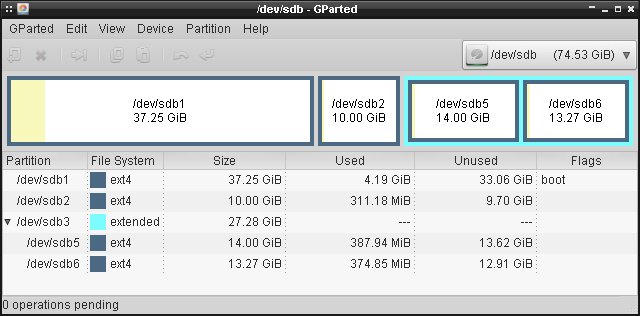 /dev/sdb - GParted
GParted Edit View Device Partition Help
/dev/sdb (74.53 GiB)
/dev/sdb1
37.25 GiB
/dev/sdb2
10.00 GiB
/dev/sdb5
14.00 GiB
/dev/sdb6
13.27 GiB
Partition File System Size Used Unused Flags
/dev/sdb1 ext4 37.25 GiB 4.19 GiB 33.06 GiB boot
/dev/sdb2 ext4 10.00 GiB 311.18 MiB 9.70 GiB
/dev/sdb3 extended 27.28 GiB --- ---
/dev/sdb5 ext4 14.00 GiB 387.94 MiB 13.62 GiB
/dev/sdb6 ext4 13.27 GiB 374.85 MiB 12.91 GiB
0 operations pending